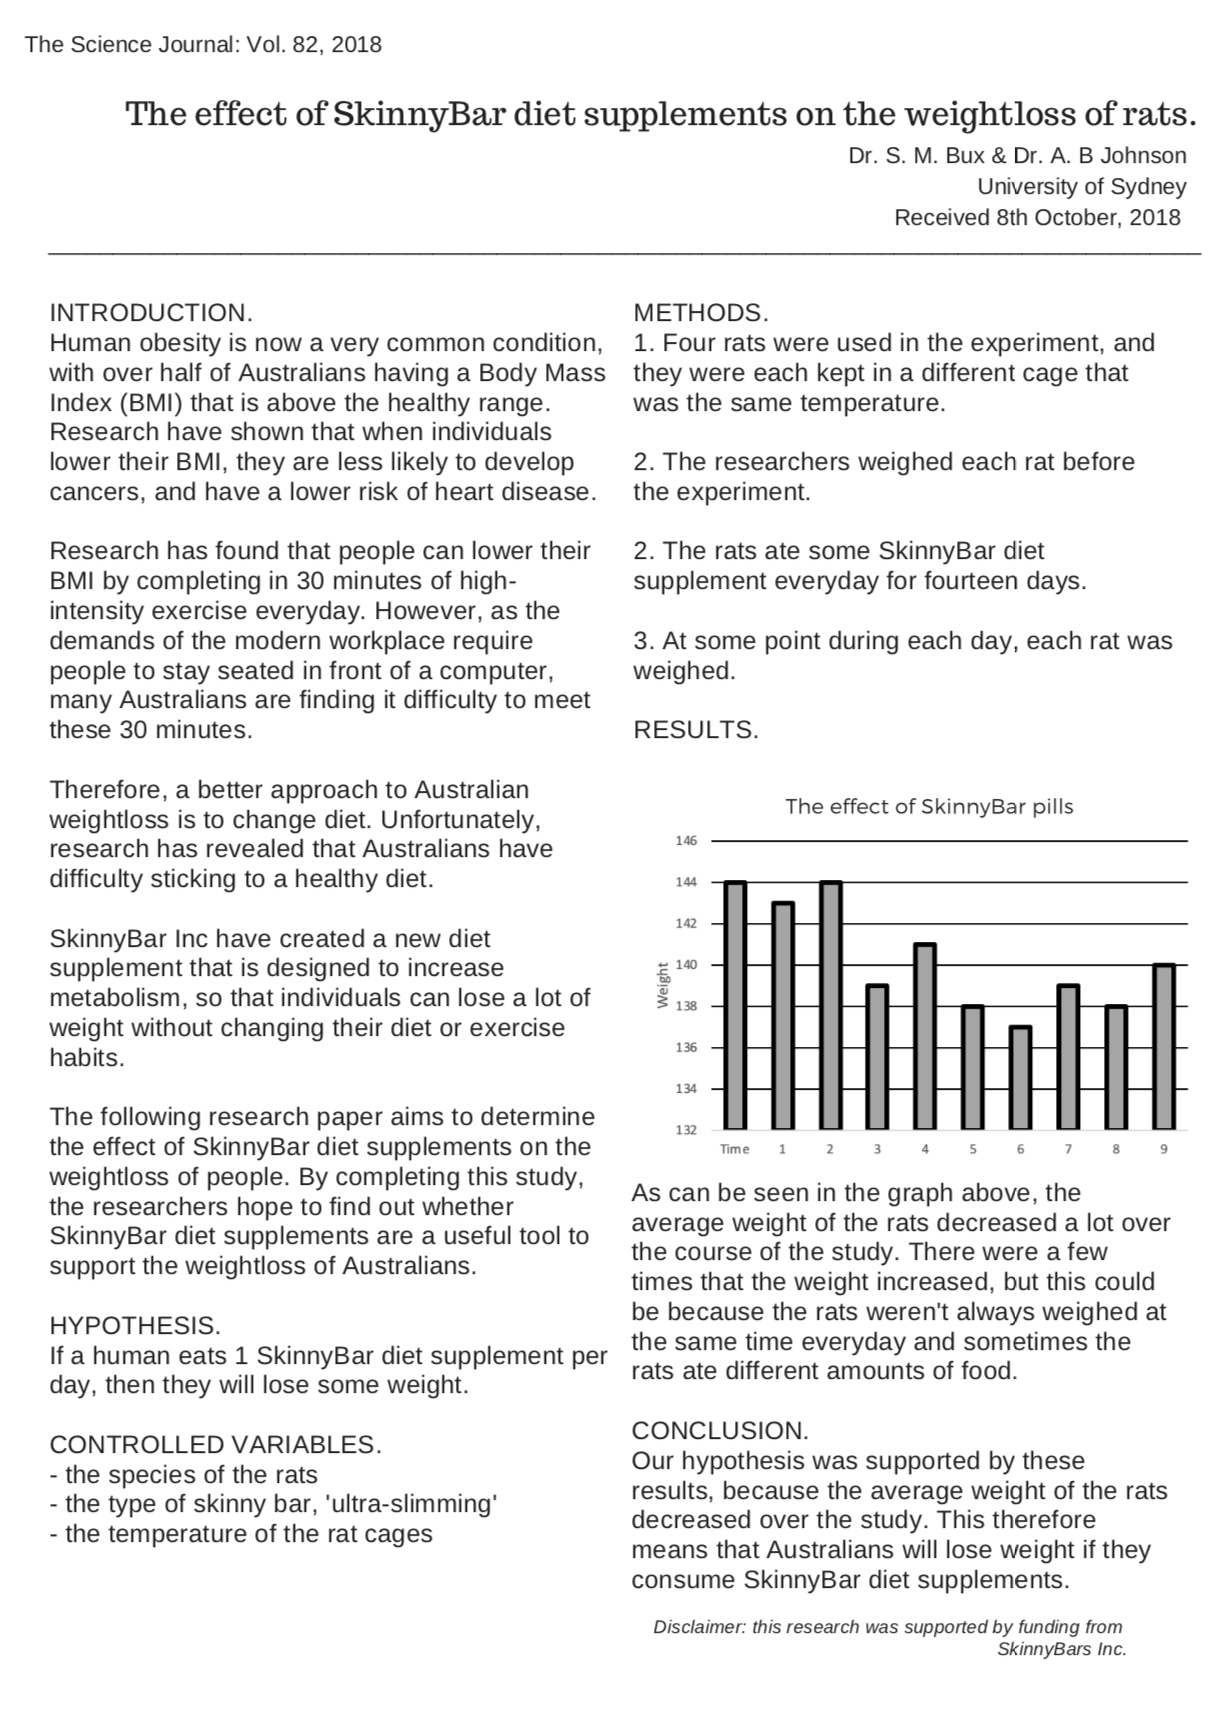 The Science Journal: Vol. 82, 2018
The effect of SkinnyBar diet supplements on the weightloss of rats.
Dr. S. M. Bux & Dr. A. B Johnson
University of Sydney
Received 8th October, 2018
INTRODUCTION.
Human obesity is now a very common condition,
with over half of Australians having a Body Mass
Index (BMI) that is above the healthy range.
Research have shown that when individuals
lower their BMI, they are less likely to develop
cancers, and have a lower risk of heart disease.
Research has found that people can lower their
BMI by completing in 30 minutes of high-
intensity exercise everyday. However, as the
demands of the modern workplace require
people to stay seated in front of a computer,
many Australians are finding it difficulty to meet
these 30 minutes.
Therefore, a better approach to Australian
weightloss is to change diet. Unfortunately,
research has revealed that Australians have
difficulty sticking to a healthy diet.
SkinnyBar Inc have created a new diet
supplement that is designed to increase
metabolism, so that individuals can lose a lot of
weight without changing their diet or exercise
habits.
The following research paper aims to determine
the effect of SkinnyBar diet supplements on the
weightloss of people. By completing this study,
the researchers hope to find out whether
SkinnyBar diet supplements are a useful tool to
support the weightloss of Australians.
HYPOTHESIS.
If a human eats 1 SkinnyBar diet supplement per
day, then they will lose some weight.
CONTROLLED VARIABLES.
- the species of the rats
- the type of skinny bar, 'ultra-slimming'
- the temperature of the rat cages
METHODS.
1. Four rats were used in the experiment, and
they were each kept in a different cage that
was the same temperature.
2. The researchers weighed each rat before
the experiment.
2. The rats ate some SkinnyBar diet
supplement everyday for fourteen days.
3. At some point during each day, each rat was
weighed.
RESULTS.
The effect of SkinnyBar pills
146
144
142
140
138
136
134
132
Weight
Time 1 2 3 4 5 6 7 8 9
As can be seen in the graph above, the
average weight of the rats decreased a lot over
the course of the study. There were a few
times that the weight increased, but this could
be because the rats weren't always weighed at
the same time everyday and sometimes the
rats ate different amounts of food.
CONCLUSION.
Our hypothesis was supported by these
results, because the average weight of the rats
decreased over the study. This therefore
means that Australians will lose weight if they
consume SkinnyBar diet supplements.
Disclaimer: this research was supported by funding from
SkinnyBars Inc.